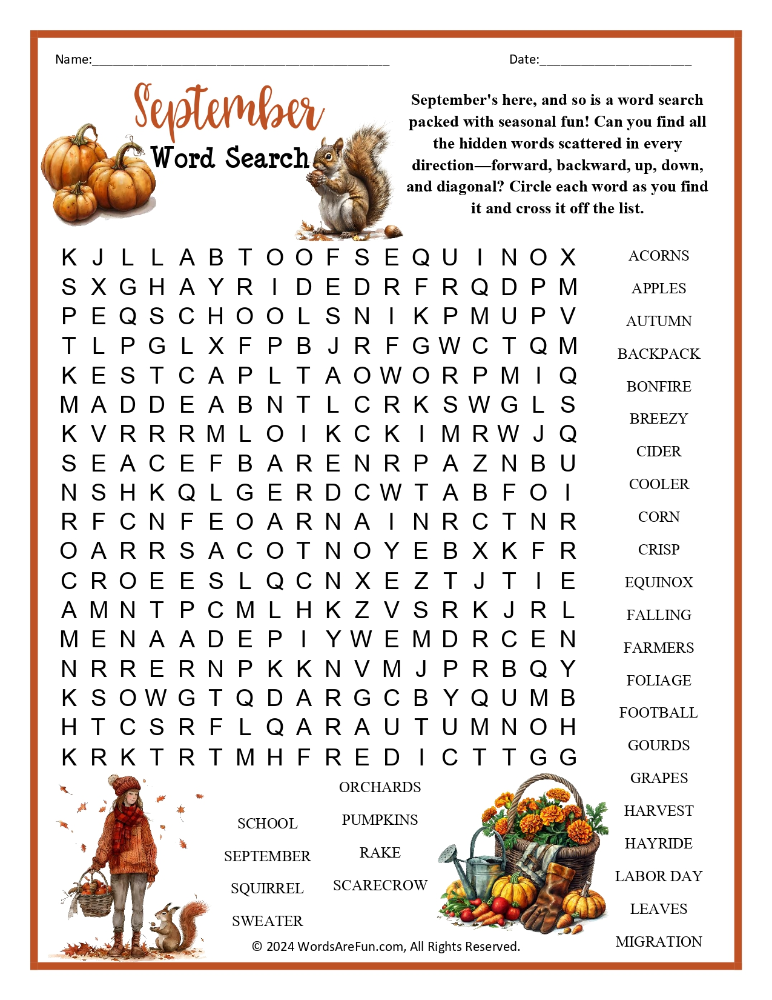 Name:___________________________________________ Date:______________________
September
Word Search
September's here, and so is a word search
packed with seasonal fun! Can you find all
the hidden words scattered in every
direction—forward, backward, up, down,
and diagonal? Circle each word as you find
it and cross it off the list.
K J L L A B T O O F S E Q U I N O X
S X G H A Y R I D E D R F R Q D P M
P E Q S C H O O L S N I K P M U P V
T L P G L X F P B J R F G W C T Q M
K E S T C A P L T A O W O R P M I Q
M A D D E A B N T L C R K S W G L S
K V R R R M L O I K C K I M R W J Q
S E A C E F B A R E N R P A Z N B U
N S H K Q L G E R D C W T A B F O I
R F C N F E O A R N A I N R C T N R
O A R R S A C O T N O Y E B X K F R
C R O E E S L Q C N X E Z T J T I E
A M N T P C M L H K Z V S R K J R L
M E N A A D E P I Y W E M D R C E N
N R R E R N P K K N V M J P R B Q Y
K S O W G T Q D A R G C B Y Q U M B
H T C S R F L Q A R A U T U M N O H
K R K T R T M H F R E D I C T T G G
ACORNS
APPLES
AUTUMN
BACKPACK
BONFIRE
BREEZY
CIDER
COOLER
CORN
CRISP
EQUINOX
FALLING
FARMERS
FOLIAGE
FOOTBALL
GOURDS
GRAPES
HARVEST
HAYRIDE
LABOR DAY
LEAVES
MIGRATION
ORCHARDS
PUMPKINS
RAKE
SCARECROW
SCHOOL
SEPTEMBER
SQUIRREL
SWEATER
© 2024 WordsAreFun.com, All Rights Reserved.